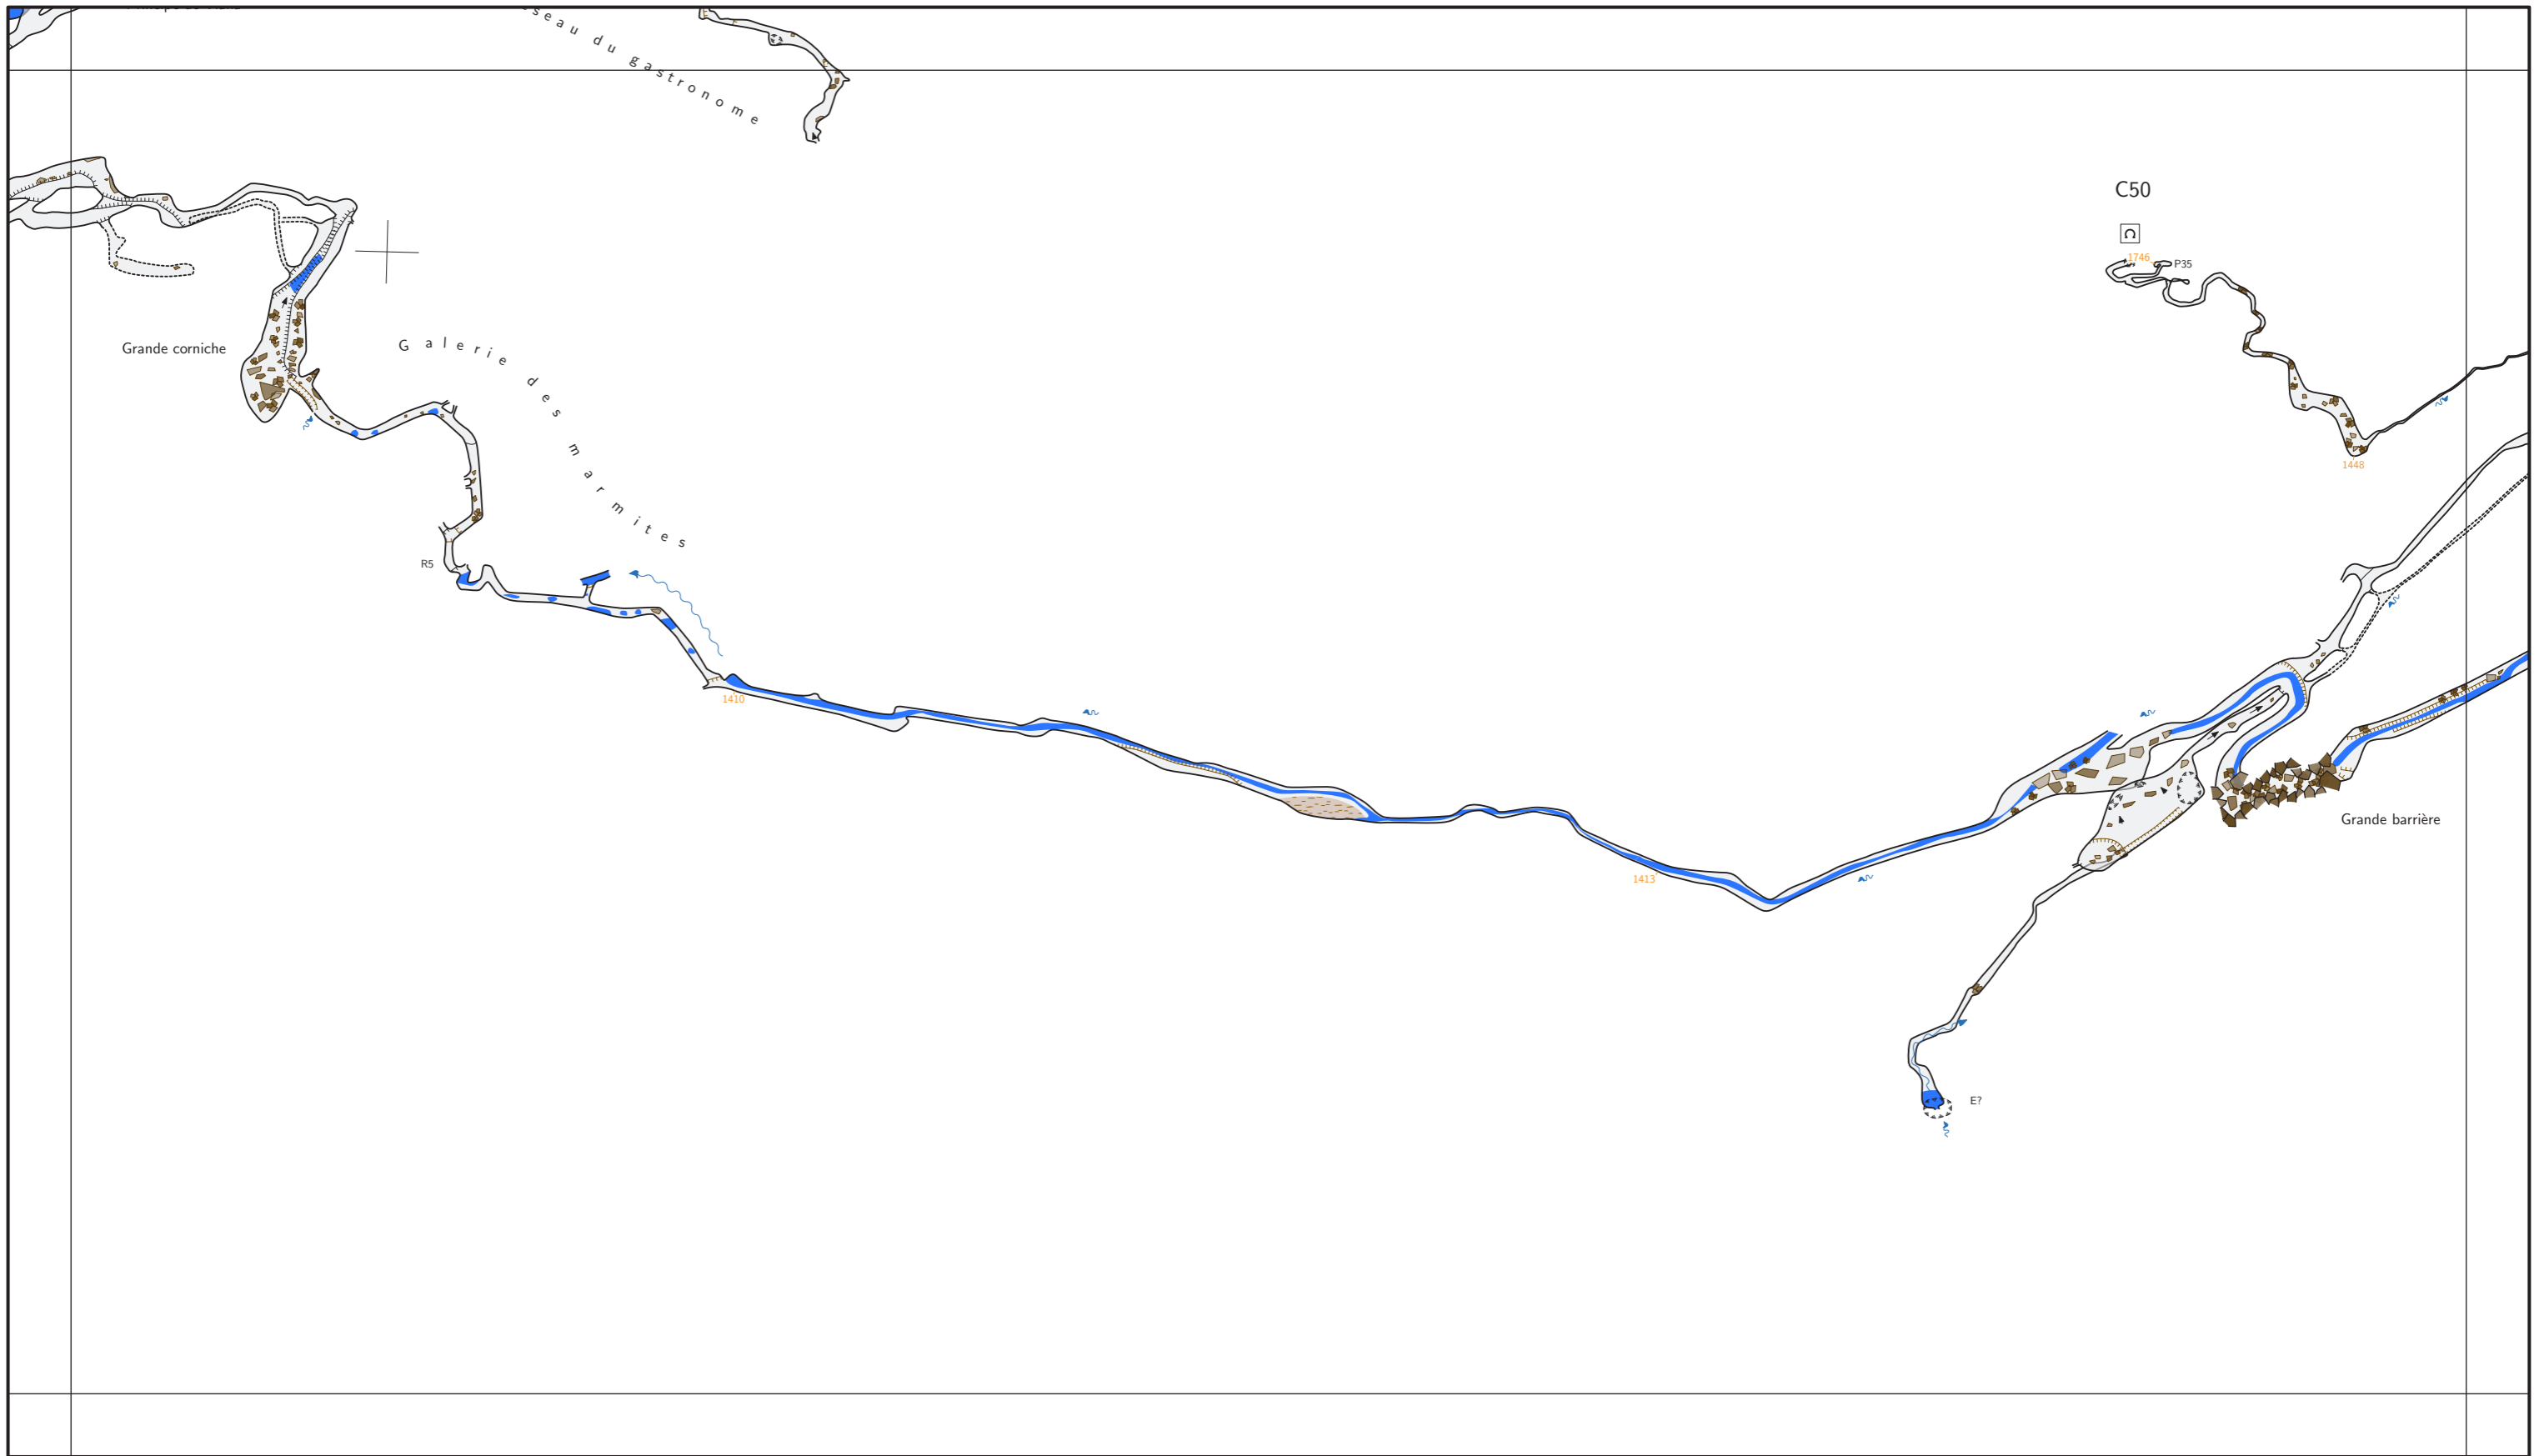 seau du gastronome
C50
1746
P35
Grande corniche
Galerie des marmites
1448
R5
1410
Grande barrière
1413
E?